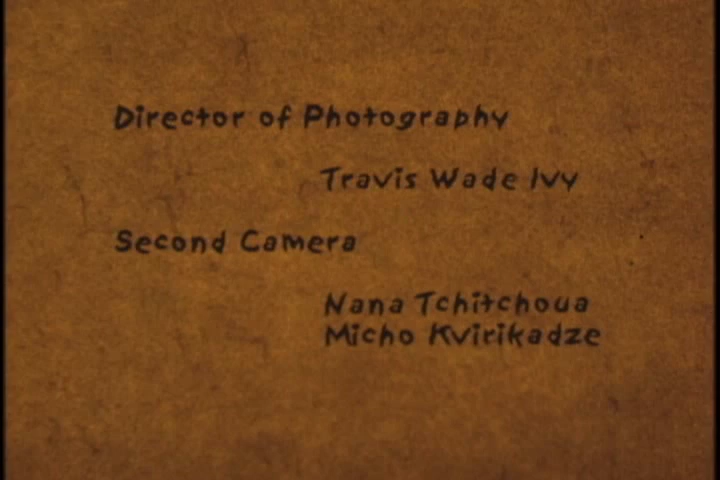 Director of Photography
Travis Wade Ivy
Second Camera
Nana Tchitchoua
Micho Kvirikadze